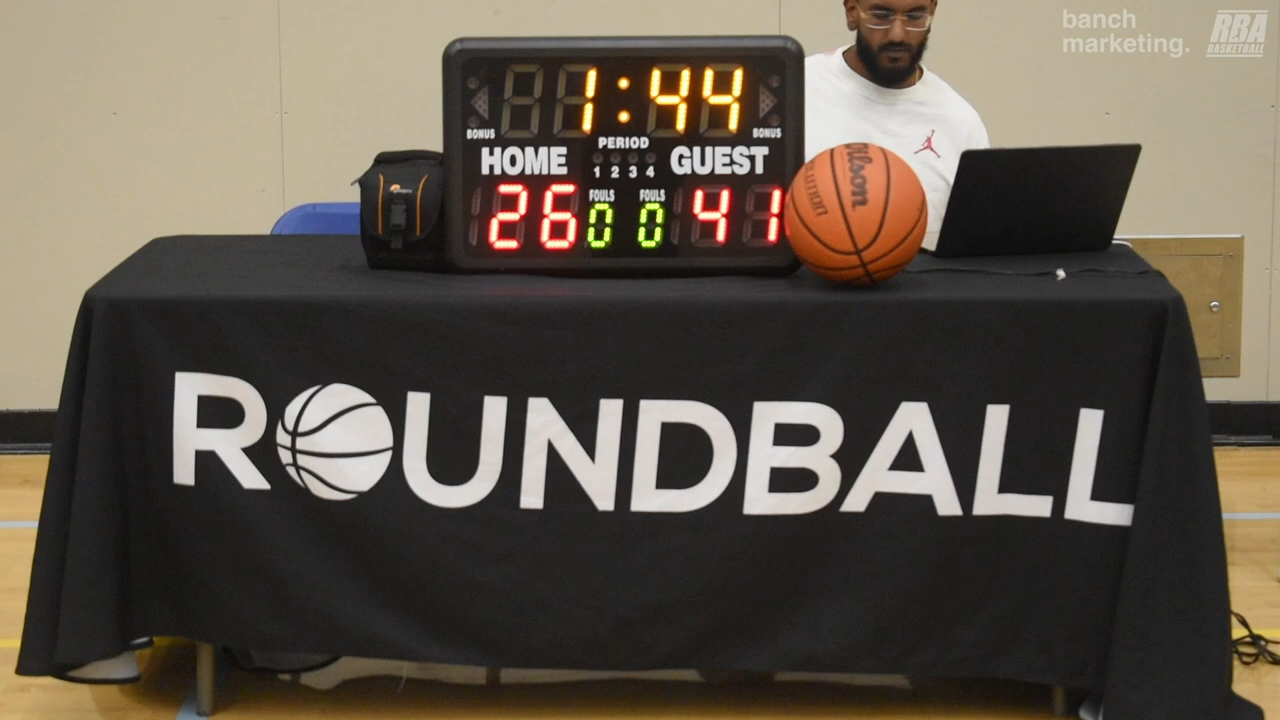 banch
marketing.
RBA
BASKETBALL
1:44
BONUS
PERIOD
BONUS
HOME
1 2 3 4
GUEST
FOULS
FOULS
26
0
0
41
Wilson
ROUNDBALL